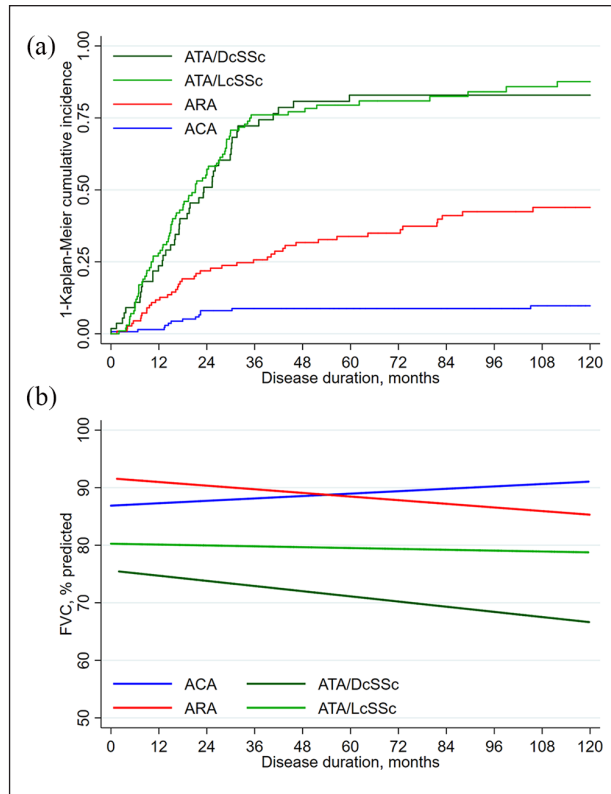 (a)
1-Kaplan-Meier cumulative incidence
1.00
0.75
0.50
0.25
0.00
ATA/DcSSc
ATA/LcSSc
ARA
ACA
0 12 24 36 48 60 72 84 96 108 120
Disease duration, months
(b)
FVC, % predicted
100
90
80
70
60
50
ACA ATA/DcSSc
ARA ATA/LcSSc
0 12 24 36 48 60 72 84 96 108 120
Disease duration, months